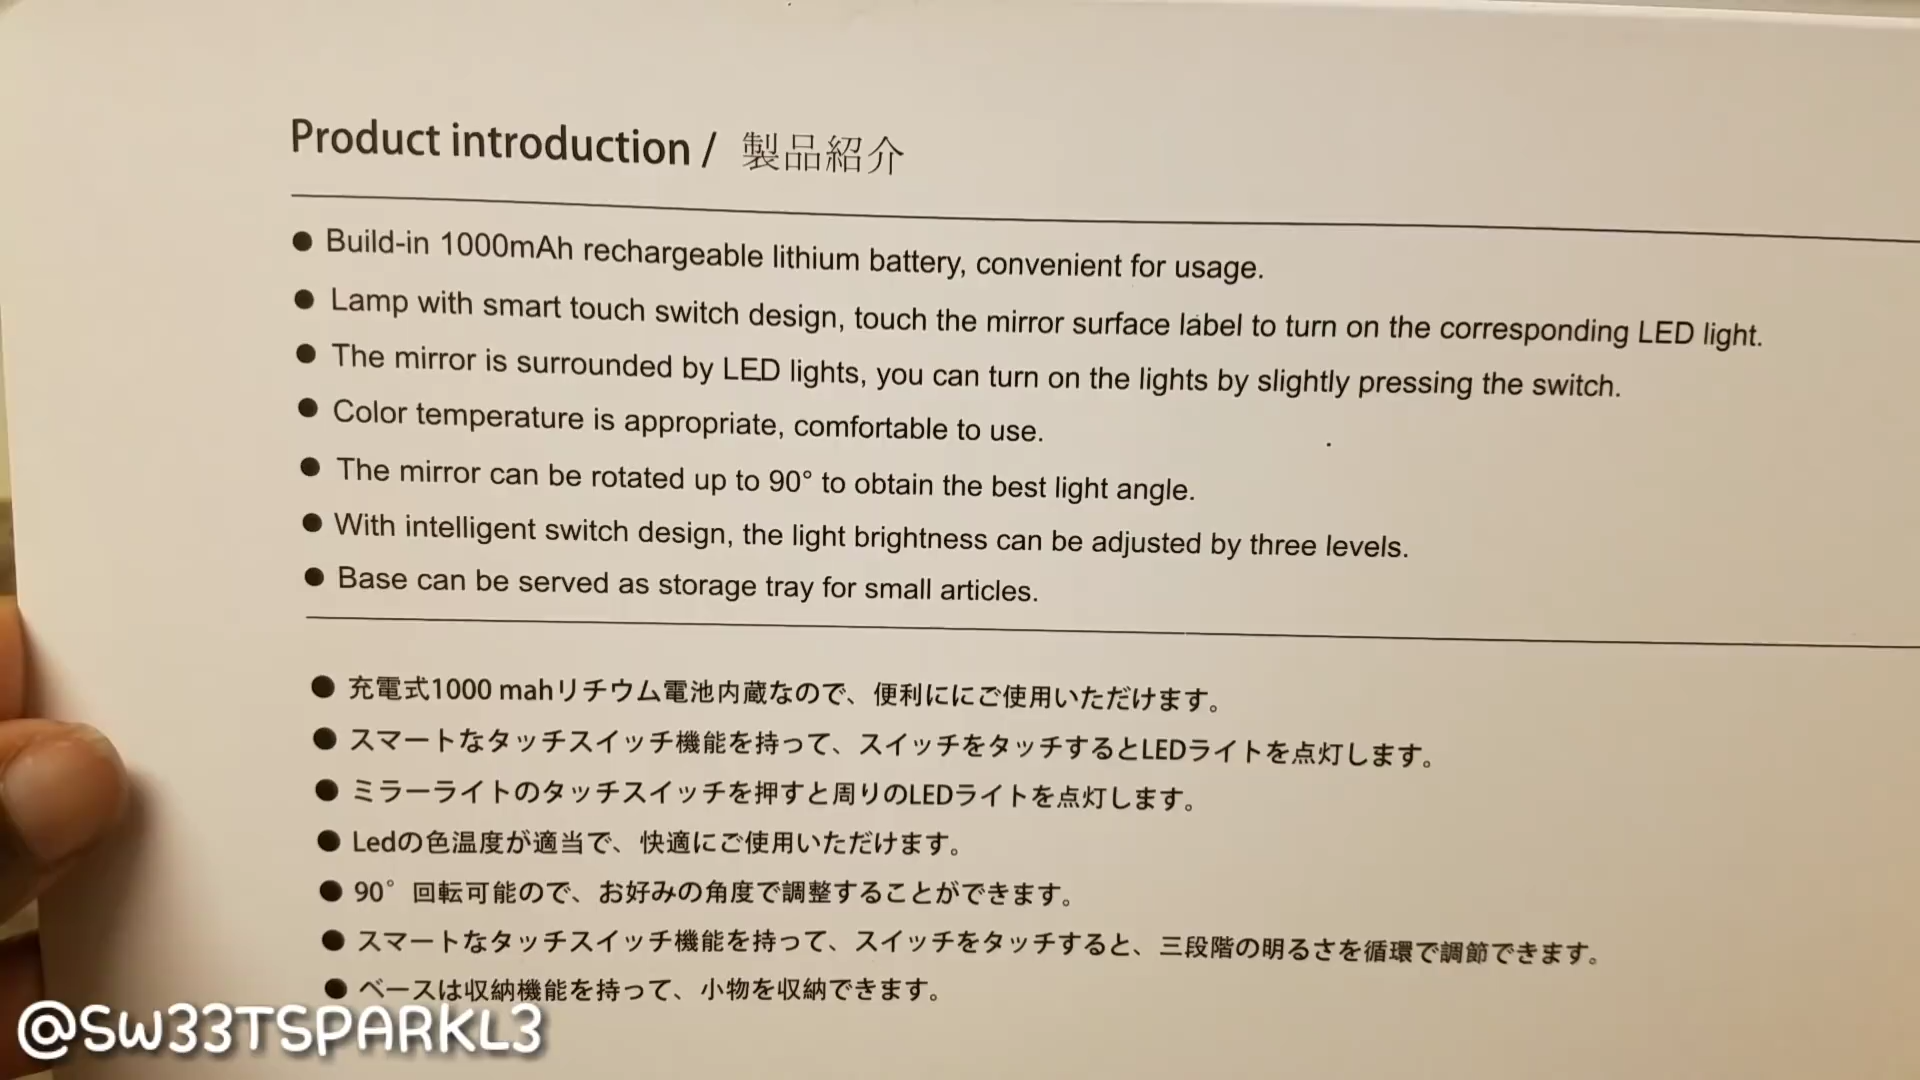 Product introduction / 製品紹介
● Build-in 1000mAh rechargeable lithium battery, convenient for usage.
● Lamp with smart touch switch design, touch the mirror surface label to turn on the corresponding LED light.
● The mirror is surrounded by LED lights, you can turn on the lights by slightly pressing the switch.
● Color temperature is appropriate, comfortable to use.
● The mirror can be rotated up to 90° to obtain the best light angle.
● With intelligent switch design, the light brightness can be adjusted by three levels.
● Base can be served as storage tray for small articles.
● 充電式1000 mahリチウム電池内蔵なので、便利ににご使用いただけます。
● スマートなタッチスイッチ機能を持って、スイッチをタッチするとLEDライトを点灯します。
● ミラーライトのタッチスイッチを押すと周りのLEDライトを点灯します。
● Ledの色温度が適当で、快適にご使用いただけます。
● 90° 回転可能ので、お好みの角度で調整することができます。
● スマートなタッチスイッチ機能を持って、スイッチをタッチすると、三段階の明るさを循環で調節できます。
● ベースは収納機能を持って、小物を収納できます。
@SW33TSPARKL3